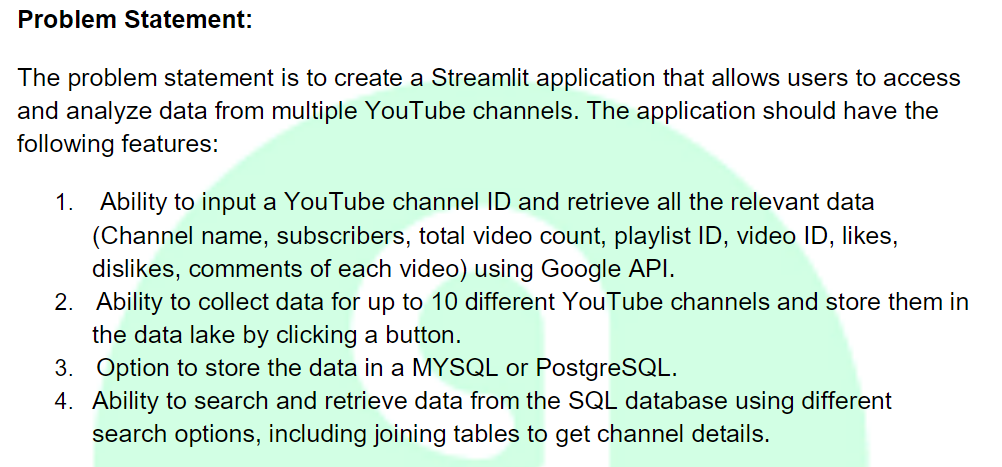 Problem Statement:
The problem statement is to create a Streamlit application that allows users to access
and analyze data from multiple YouTube channels. The application should have the
following features:
1. Ability to input a YouTube channel ID and retrieve all the relevant data
(Channel name, subscribers, total video count, playlist ID, video ID, likes,
dislikes, comments of each video) using Google API.
2. Ability to collect data for up to 10 different YouTube channels and store them in
the data lake by clicking a button.
3. Option to store the data in a MYSQL or PostgreSQL.
4. Ability to search and retrieve data from the SQL database using different
search options, including joining tables to get channel details.